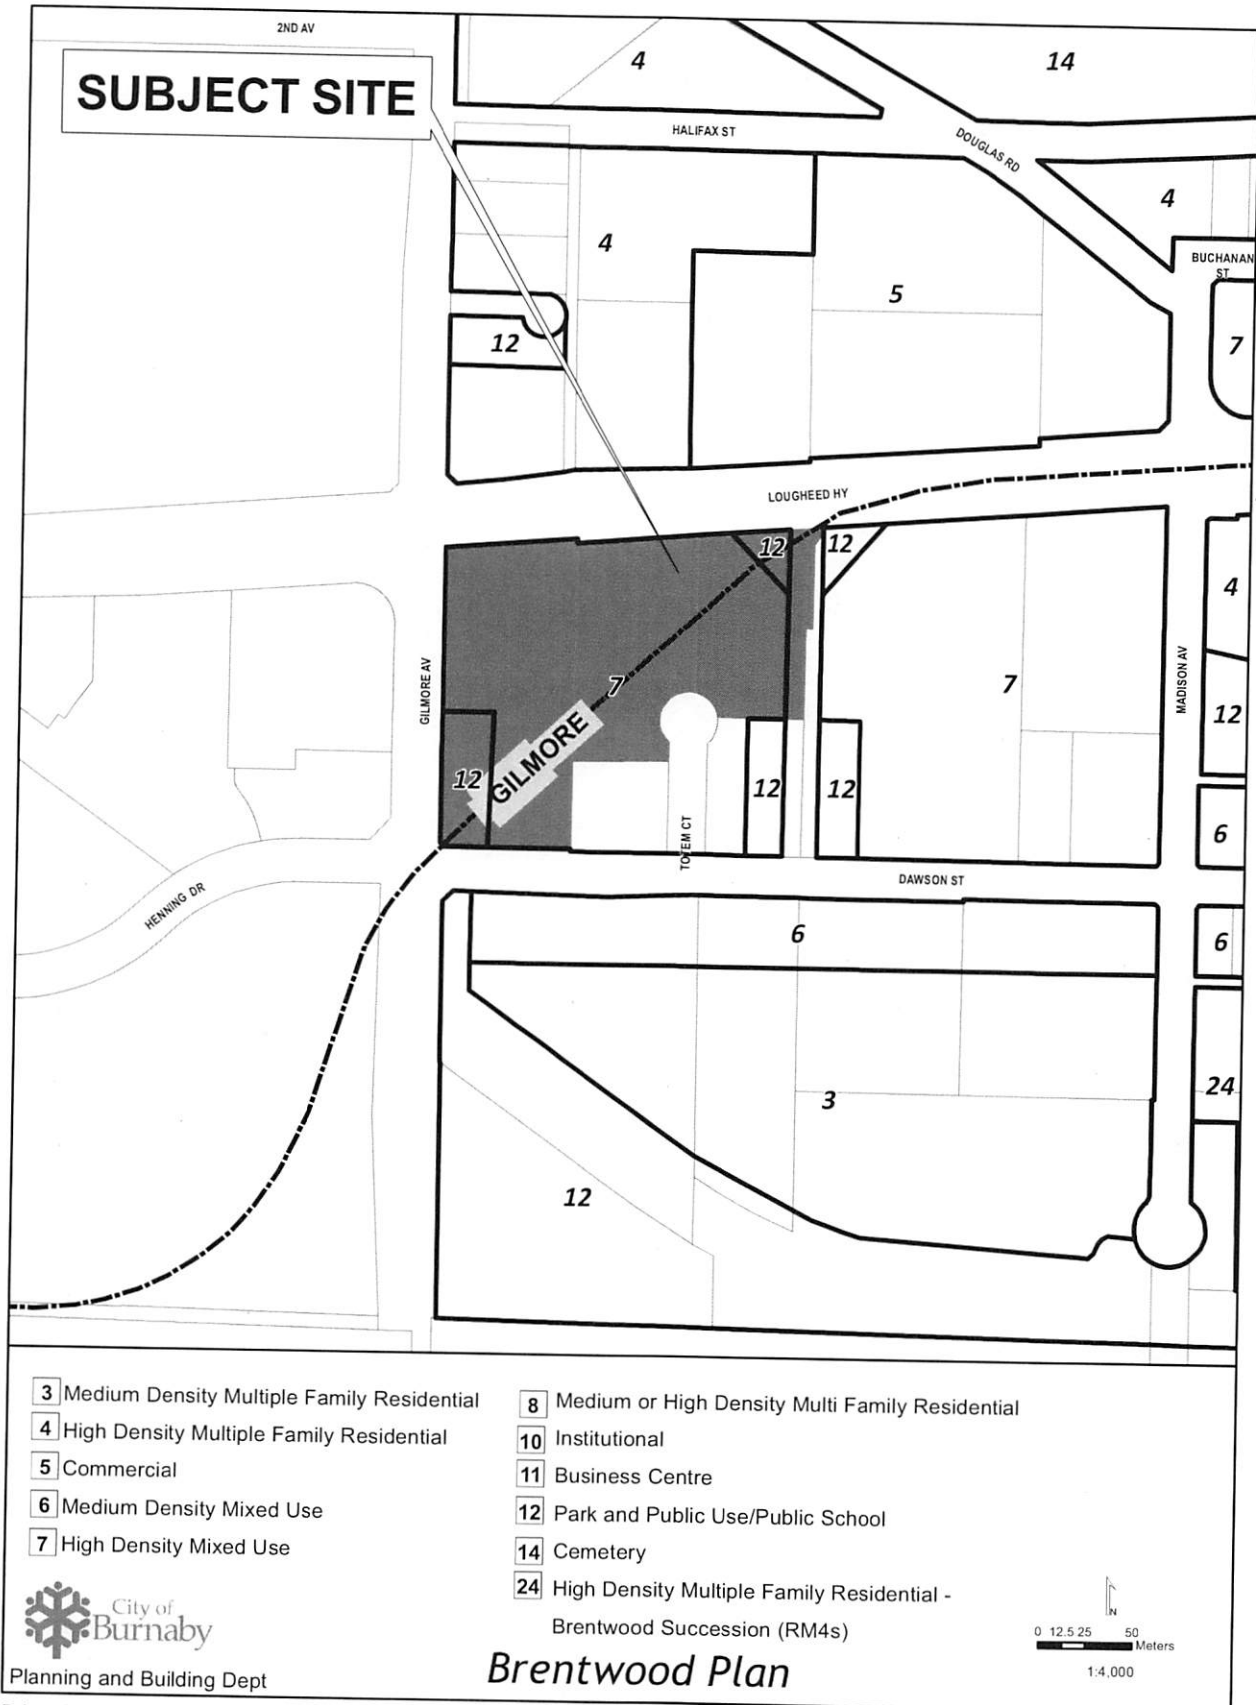 2ND AV
SUBJECT SITE
4
14
HALIFAX ST
DOUGLAS RD
4
BUCHANAN
ST
4
5
12
7
LOUGHEED HY
12
12
4
GILMORE AV
7
7
MADISON AV
12
GILMORE
12
12
12
TOTEM CT
6
DAWSON ST
HENNING DR
6
6
3
24
12
3 Medium Density Multiple Family Residential
4 High Density Multiple Family Residential
5 Commercial
6 Medium Density Mixed Use
7 High Density Mixed Use
8 Medium or High Density Multi Family Residential
10 Institutional
11 Business Centre
12 Park and Public Use/Public School
14 Cemetery
24 High Density Multiple Family Residential -
Brentwood Succession (RM4s)
City of
Burnaby
Planning and Building Dept
Brentwood Plan
N
0 12.5 25 50
Meters
1:4,000